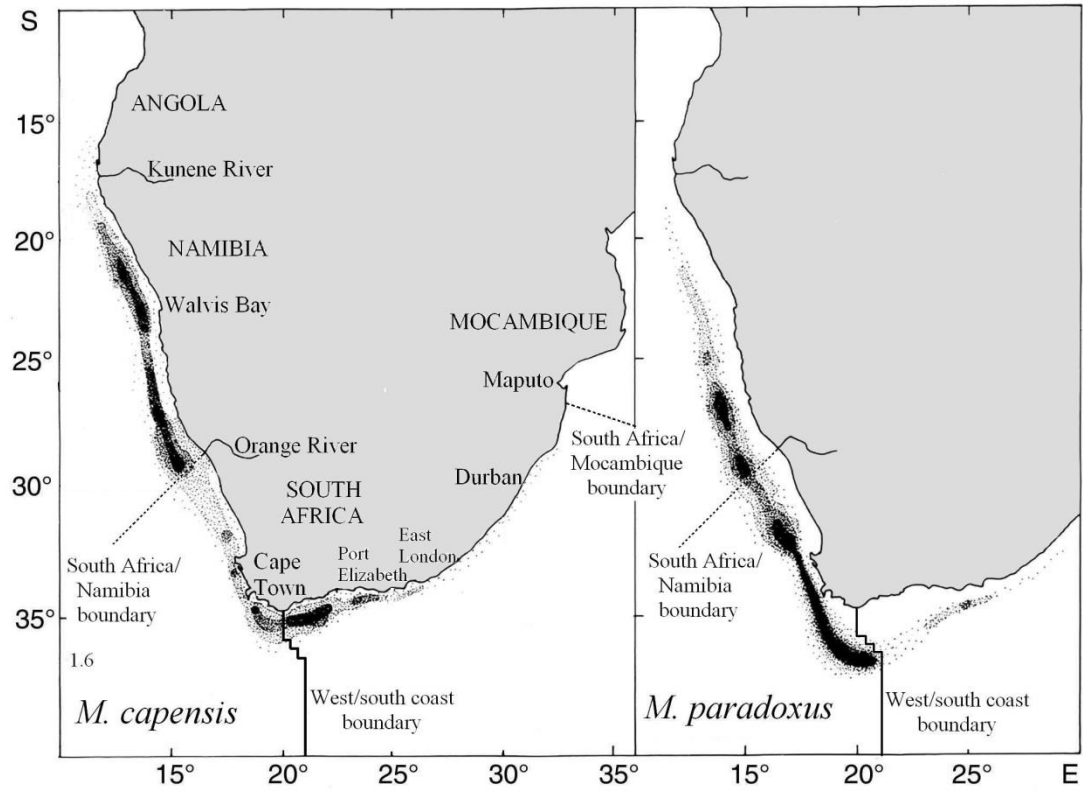 S
ANGOLA
15°
Kunene River
20°
NAMIBIA
Walvis Bay
MOCAMBIQUE
25°
Maputo
Orange River
South Africa/
Mocambique
boundary
30°
Durban
SOUTH
AFRICA
East
London
Port
Elizabeth
Cape
Town
South Africa/
Namibia
boundary
35°
1.6
M. capensis
West/south coast
boundary
15°
20°
25°
30°
35°
South Africa/
Namibia
boundary
M. paradoxus
West/south coast
boundary
15°
20°
25°
E